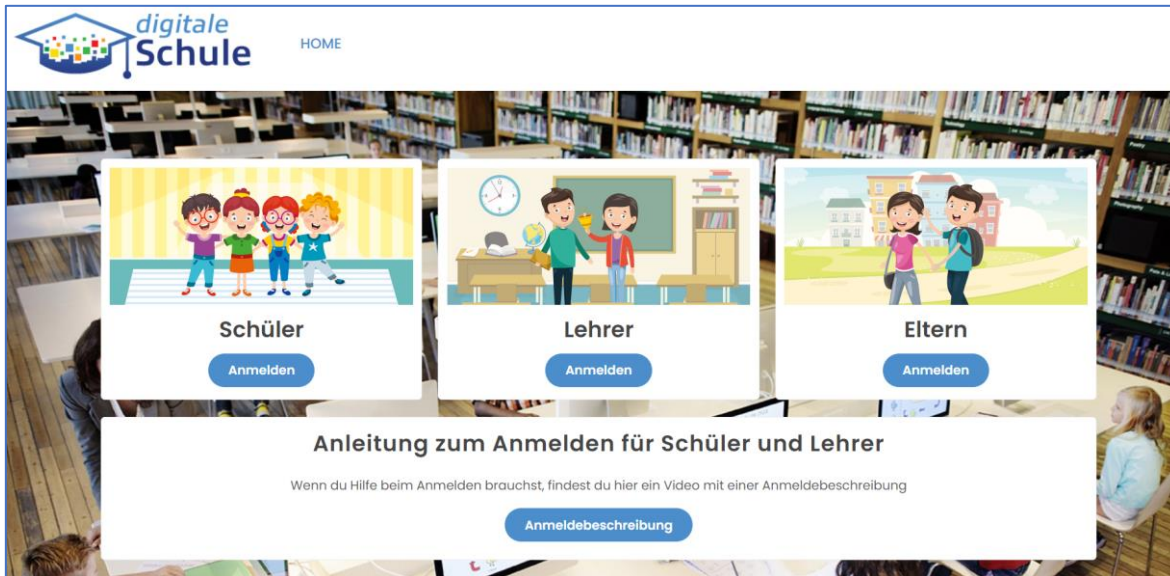 digitale
Schule
HOME
Schüler
Anmelden
Lehrer
Anmelden
Eltern
Anmelden
Anleitung zum Anmelden für Schüler und Lehrer
Wenn du Hilfe beim Anmelden brauchst, findest du hier ein Video mit einer Anmeldebeschreibung
Anmeldebeschreibung